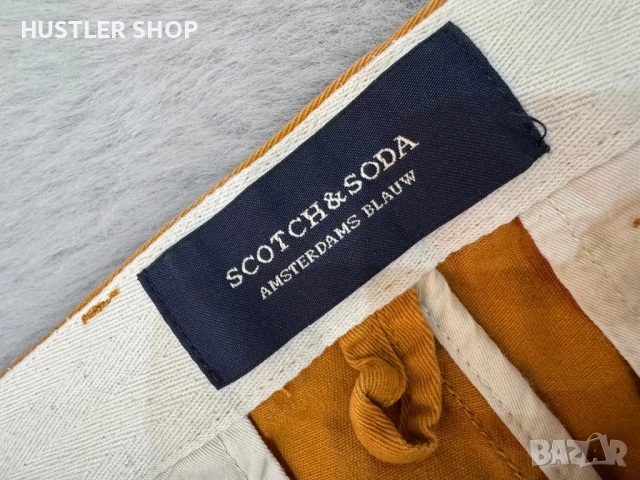 HUSTLER SHOP
SCOTCH & SODA
AMSTERDAMS BLAUW
BAZAR